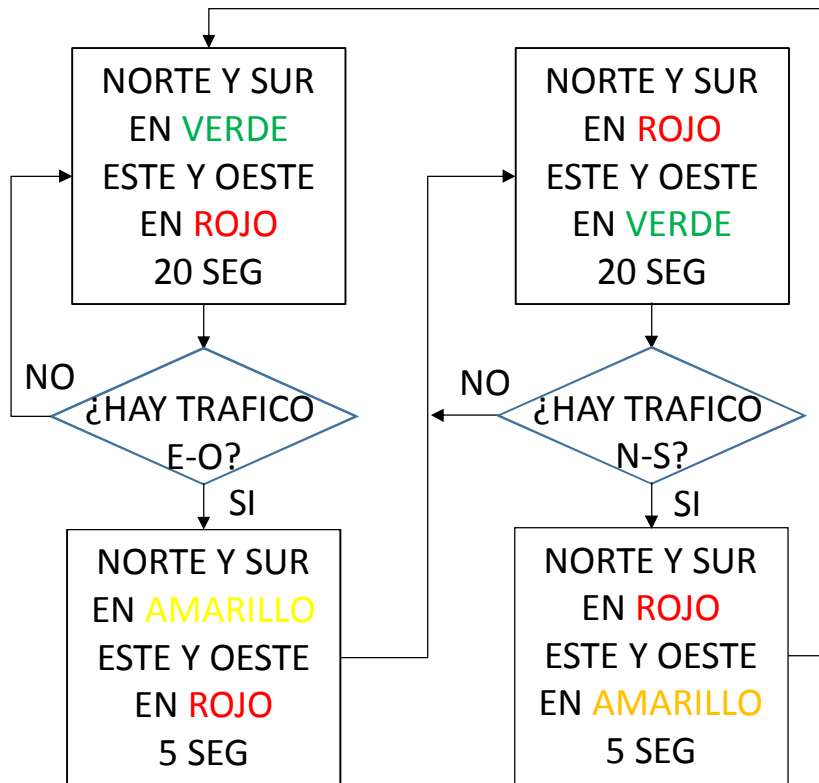 NORTE Y SUR
EN VERDE
ESTE Y OESTE
EN ROJO
20 SEG
NO
¿HAY TRAFICO
E-O?
SI
NORTE Y SUR
EN AMARILLO
ESTE Y OESTE
EN ROJO
5 SEG
NORTE Y SUR
EN ROJO
ESTE Y OESTE
EN VERDE
20 SEG
NO
¿HAY TRAFICO
N-S?
SI
NORTE Y SUR
EN ROJO
ESTE Y OESTE
EN AMARILLO
5 SEG